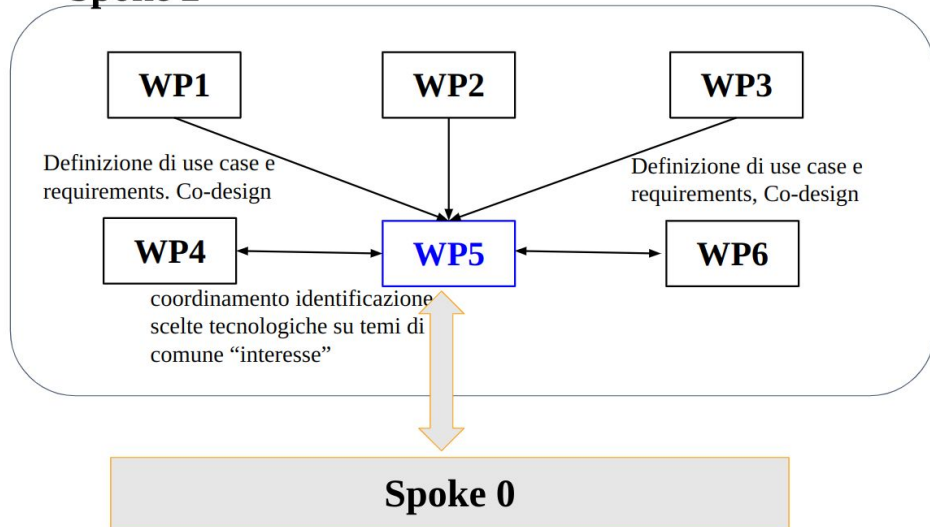 WP1
WP2
WP3
Definizione di use case e
requirements. Co-design
Definizione di use case e
requirements, Co-design
WP4
WP5
WP6
coordinamento identificazione
scelte tecnologiche su temi di
comune “interesse”
Spoke 0